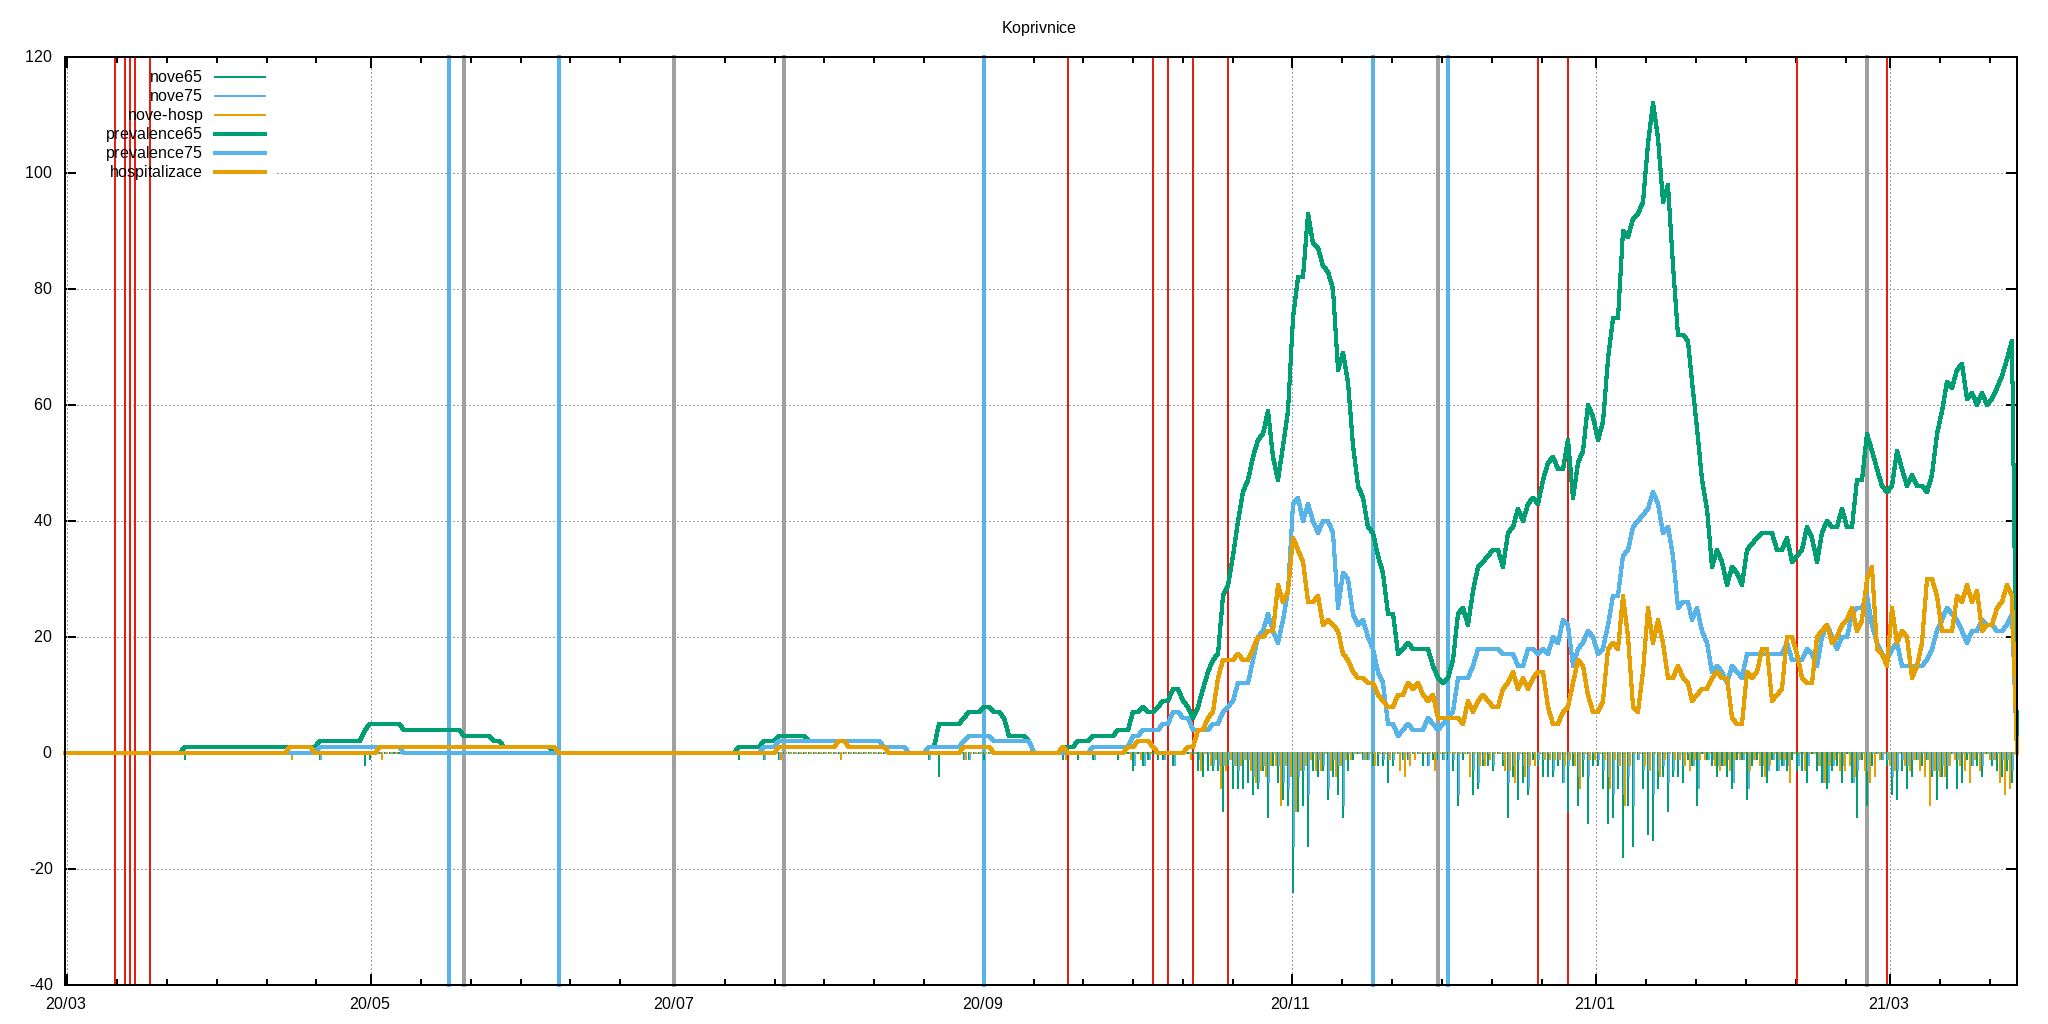 Koprivnice
120
100
80
60
40
20
0
-20
-40
nove65
nove75
nove-hosp
prevalence65
prevalence75
hospitalizace
20/03 20/05 20/07 20/09 20/11 21/01 21/03